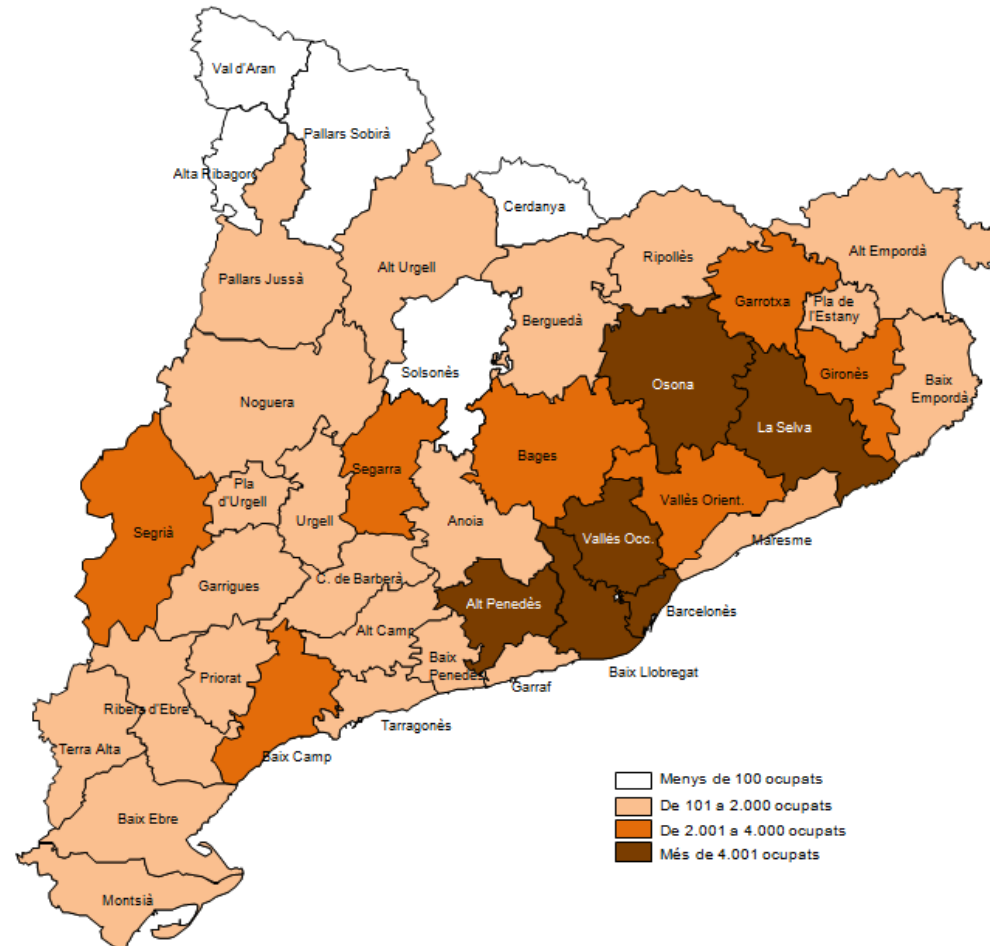 Val d'Aran
Pallars Sobirà
Alta Ribagorç
Cerdanya
Alt Empordà
Ripollès
Alt Urgell
Pallars Jussà
Garrotxa
Pla de
l'Estany
Berguedà
Solsonès
Osona
Gironès
Baix
Empordà
Noguera
La Selva
Segarra
Bages
Pla
d'Urgell
Vallès Orient.
Urgell
Anoia
Segrià
Vallés Occ.
Maresme
C. de Barberà
Garrigues
Alt Penedès
Barcelonès
Alt Camp
Baix
Penedès
Priorat
Baix Llobregat
Garraf
Ribera d'Ebre
Tarragonès
Terra Alta
Baix Camp
Baix Ebre
Montsià
Menys de 100 ocupats
De 101 a 2.000 ocupats
De 2.001 a 4.000 ocupats
Més de 4.001 ocupats